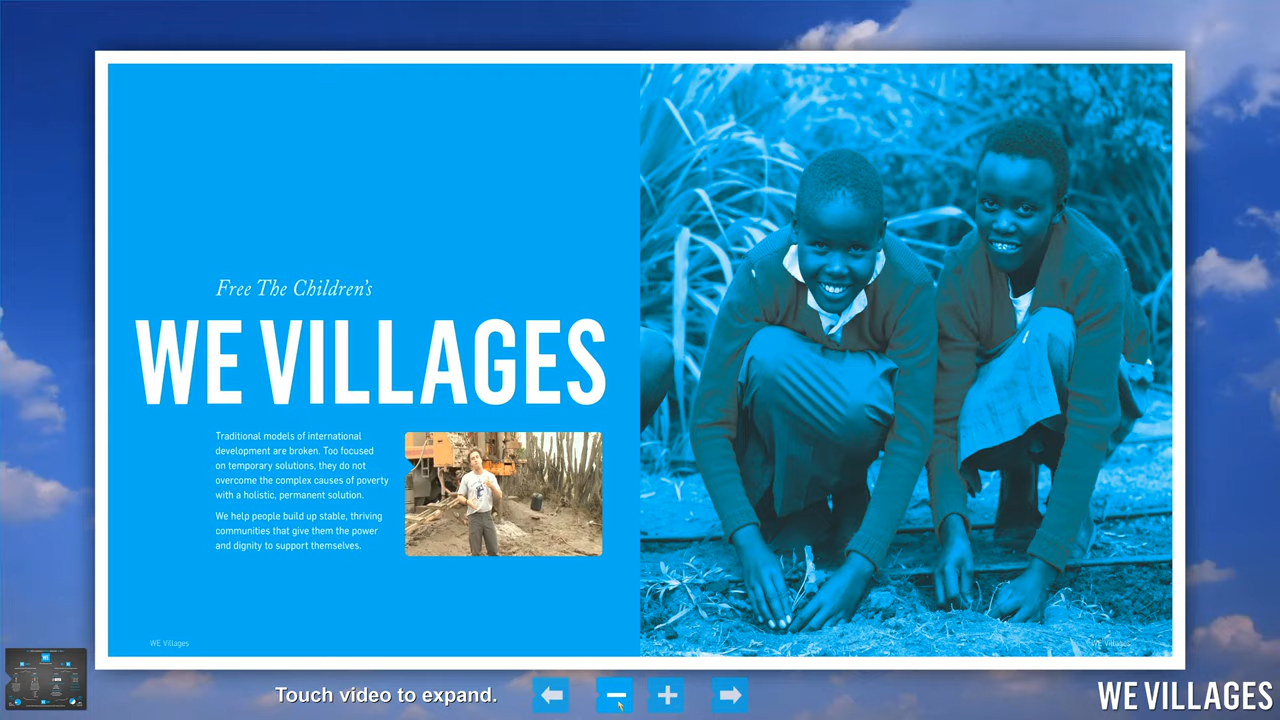 Free The Children's
WE VILLAGES
Traditional models of international
development are broken. Too focused
on temporary solutions, they do not
overcome the complex causes of poverty
with a holistic, permanent solution.
We help people build up stable, thriving
communities that give them the power
and dignity to support themselves.
WE Villages
WE Villages
Touch video to expand.
WE VILLAGES